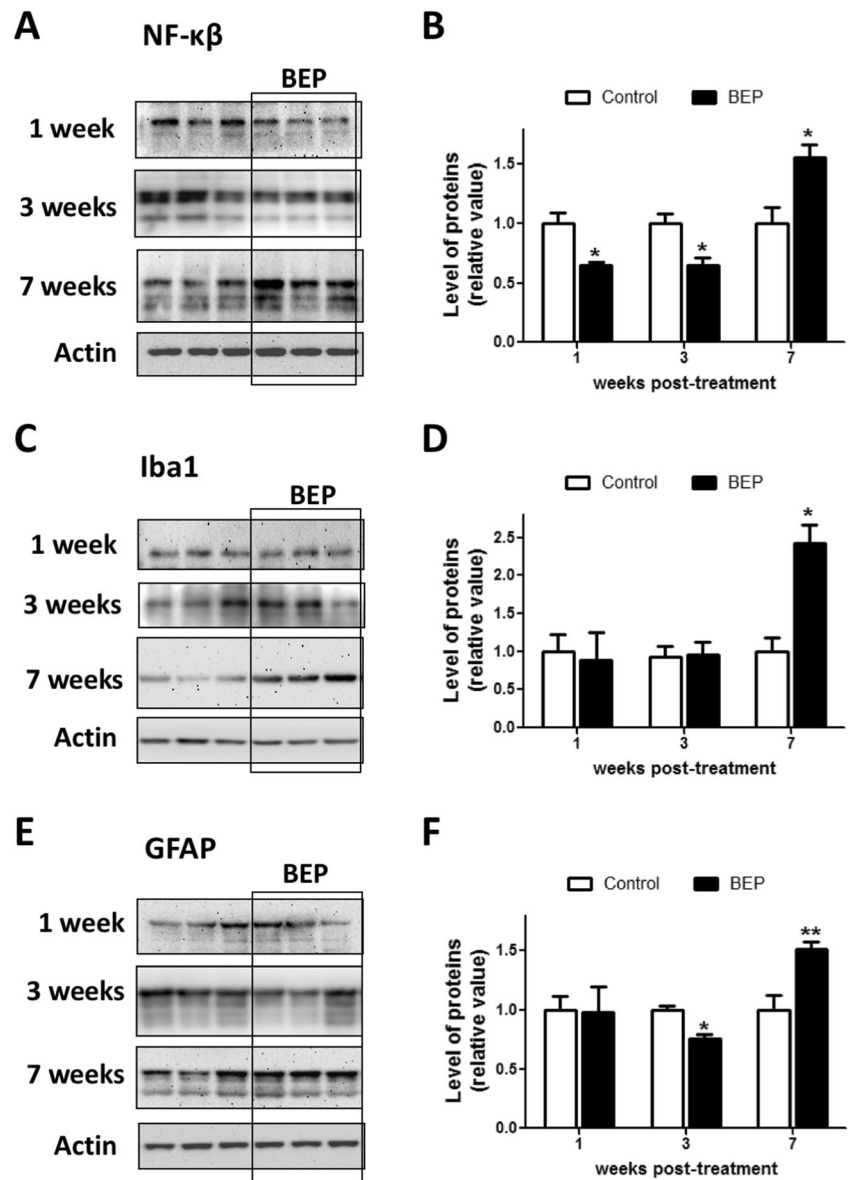 A
NF-κβ
BEP
1 week
3 weeks
7 weeks
Actin
B
Control BEP
Level of proteins
(relative value)
1.5
1.0
0.5
0.0
* * *
1 3 7
weeks post-treatment
C
Iba1
BEP
1 week
3 weeks
7 weeks
Actin
D
Control BEP
Level of proteins
(relative value)
2.5
2.0
1.0
0.5
0.0
*
1 3 7
weeks post-treatment
E
GFAP
BEP
1 week
3 weeks
7 weeks
Actin
F
Control BEP
Level of proteins
(relative value)
1.5
1.0
0.5
0.0
* **
1 3 7
weeks post-treatment